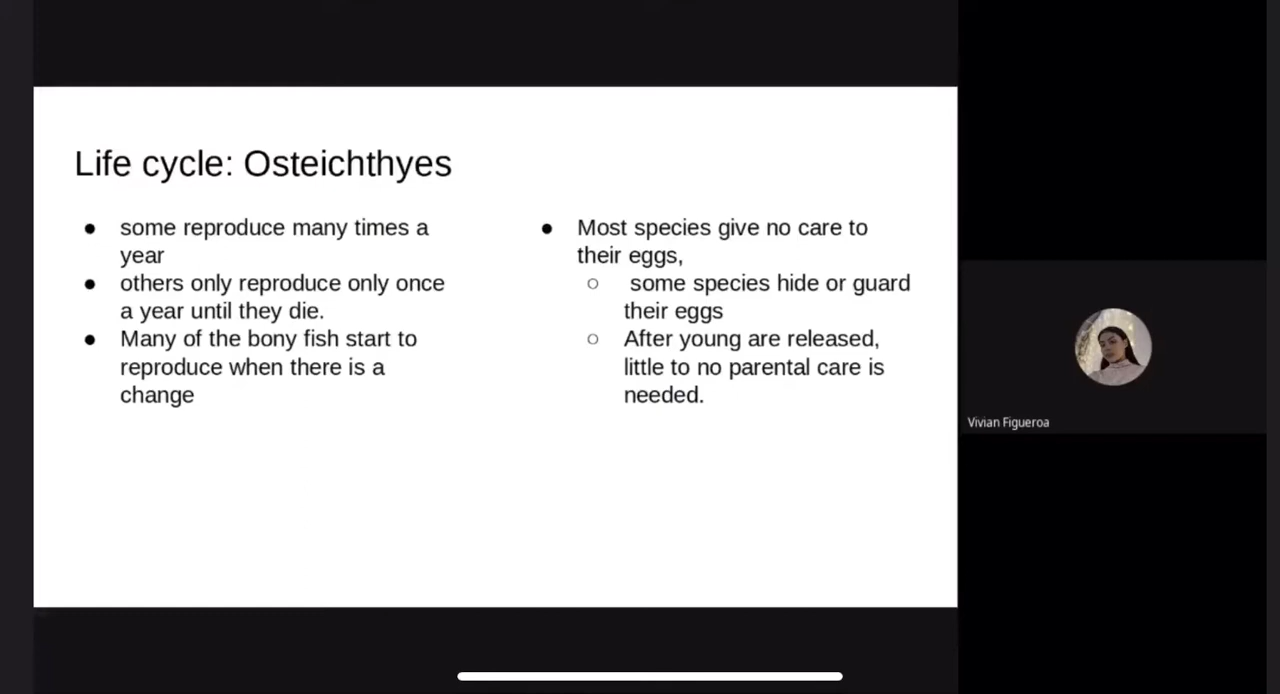 Life cycle: Osteichthyes
● some reproduce many times a
year
● others only reproduce only once
a year until they die.
● Many of the bony fish start to
reproduce when there is a
change
● Most species give no care to
their eggs,
○ some species hide or guard
their eggs
○ After young are released,
little to no parental care is
needed.
Vivian Figueroa